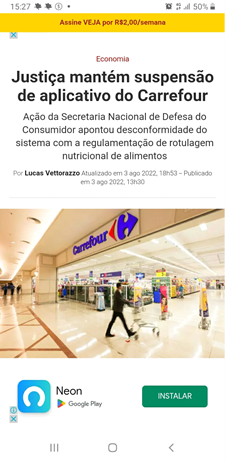 15:27
50%
Assine VEJA por R$2,00/semana
Economia
Justiça mantém suspensão
de aplicativo do Carrefour
Ação da Secretaria Nacional de Defesa do
Consumidor apontou desconformidade do
sistema com a regulamentação de rotulagem
nutricional de alimentos
Por Lucas Vettorazzo Atualizado em 3 ago 2022, 18h53 - Publicado
em 3 ago 2022, 13h30
Carrefour
Neon
Google Play
INSTALAR